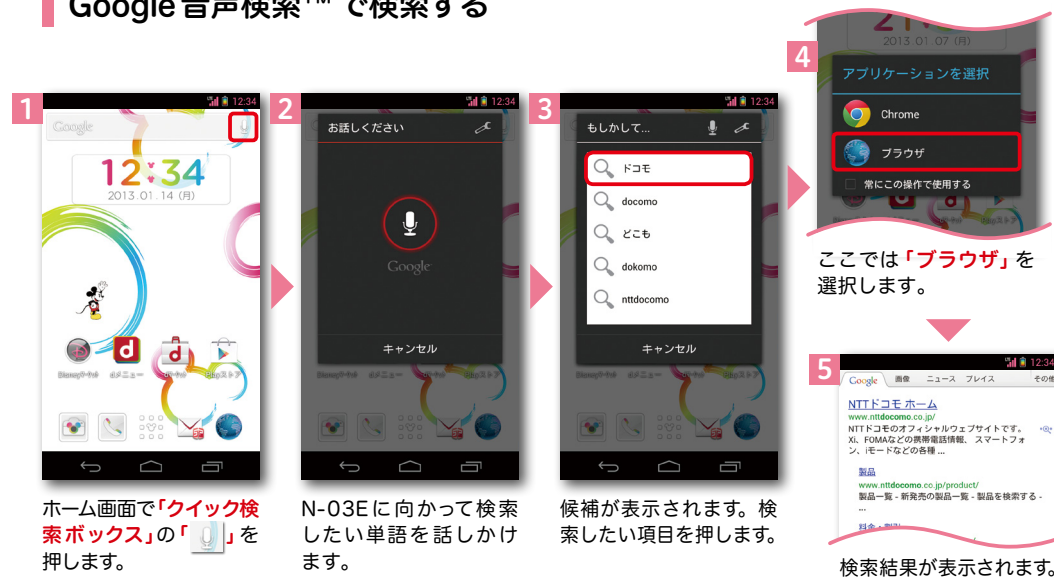 Google音声検索™ で検索する
1
12:34
Google
12:34
2013.01.14 (月)
dメニュー
Playストア
ホーム画面で「クイック検
索ボックス」の「」を
押します。
2
12:34
お話しください
Google
キャンセル
dメニュー
N-03Eに向かって検索
したい単語を話しかけ
ます。
3
12:34
もしかして...
ドコモ
docomo
どこも
dokomo
nttdocomo
キャンセル
候補が表示されます。検
索したい項目を押します。
4
2013.01.07 (月)
アプリケーションを選択
Chrome
ブラウザ
常にこの操作で使用する
ここでは「ブラウザ」を
選択します。
5
12:34
Google 画像 ニュース プレイス その他
NTTドコモ ホーム
www.nttdocomo.co.jp/
NTTドコモのオフィシャルウェブサイトです。
Xi、FOMAなどの携帯電話情報、スマートフォ
ン、iモードなどの各種 ...
製品
www.nttdocomo.co.jp/product/
製品一覧 - 新発売の製品一覧 - 製品を検索する -
...
料金・割引
検索結果が表示されます。